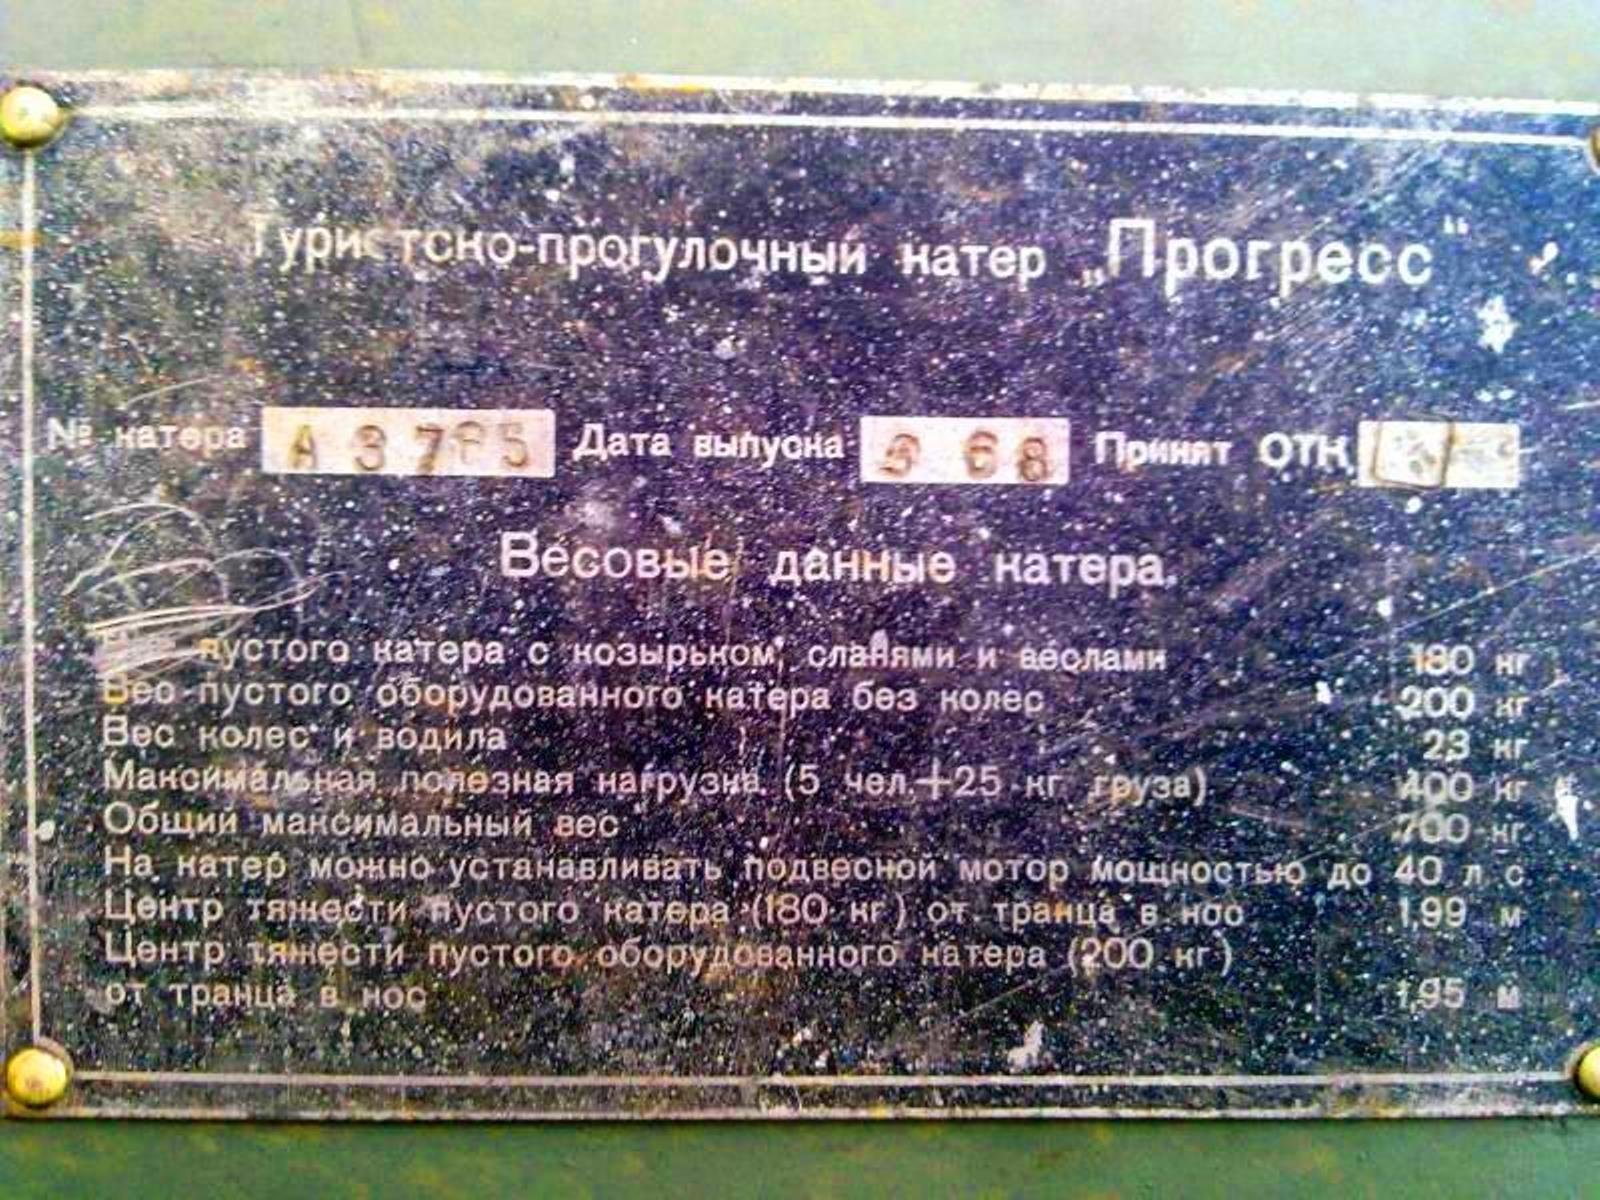 Туристско-прогулочный катер „Прогресс“
№ катера Дата выпуска 68 Принят ОТК
Весовые данные катера.
пустого катера с козырьком, сланями и веслами 180 кг
Вес пустого оборудованного катера без колес 200 кг
Вес колес и водила 23 кг
Максимальная полезная нагрузка (5 чел.+25 кг груза) 400 кг
Общий максимальный вес 700 кг
На катер можно устанавливать подвесной мотор мощностью до 40 л с
Центр тяжести пустого катера (180 кг) от транца в нос 1,99 м
Центр тяжести пустого оборудованного катера (200 кг)
от транца в нос 1,95 м